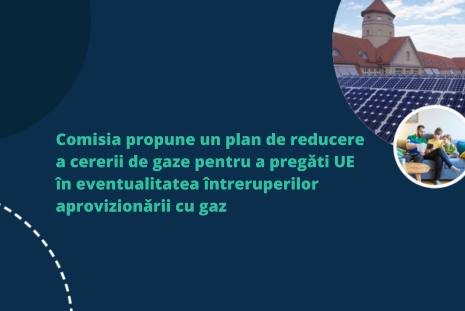 Comisia propune un plan de reducere
a cererii de gaze pentru a pregăti UE
în eventualitatea întreruperilor
aprovizionării cu gaz